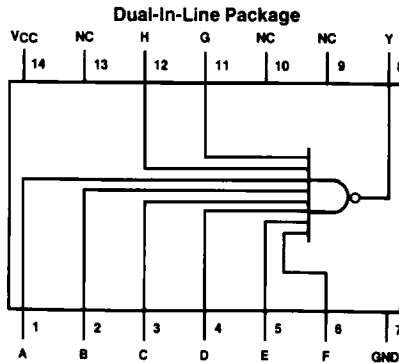 Dual-In-Line Package
VCC NC H G NC NC Y
14 13 12 11 10 9 8
1 2 3 4 5 6 7
A B C D E F GND